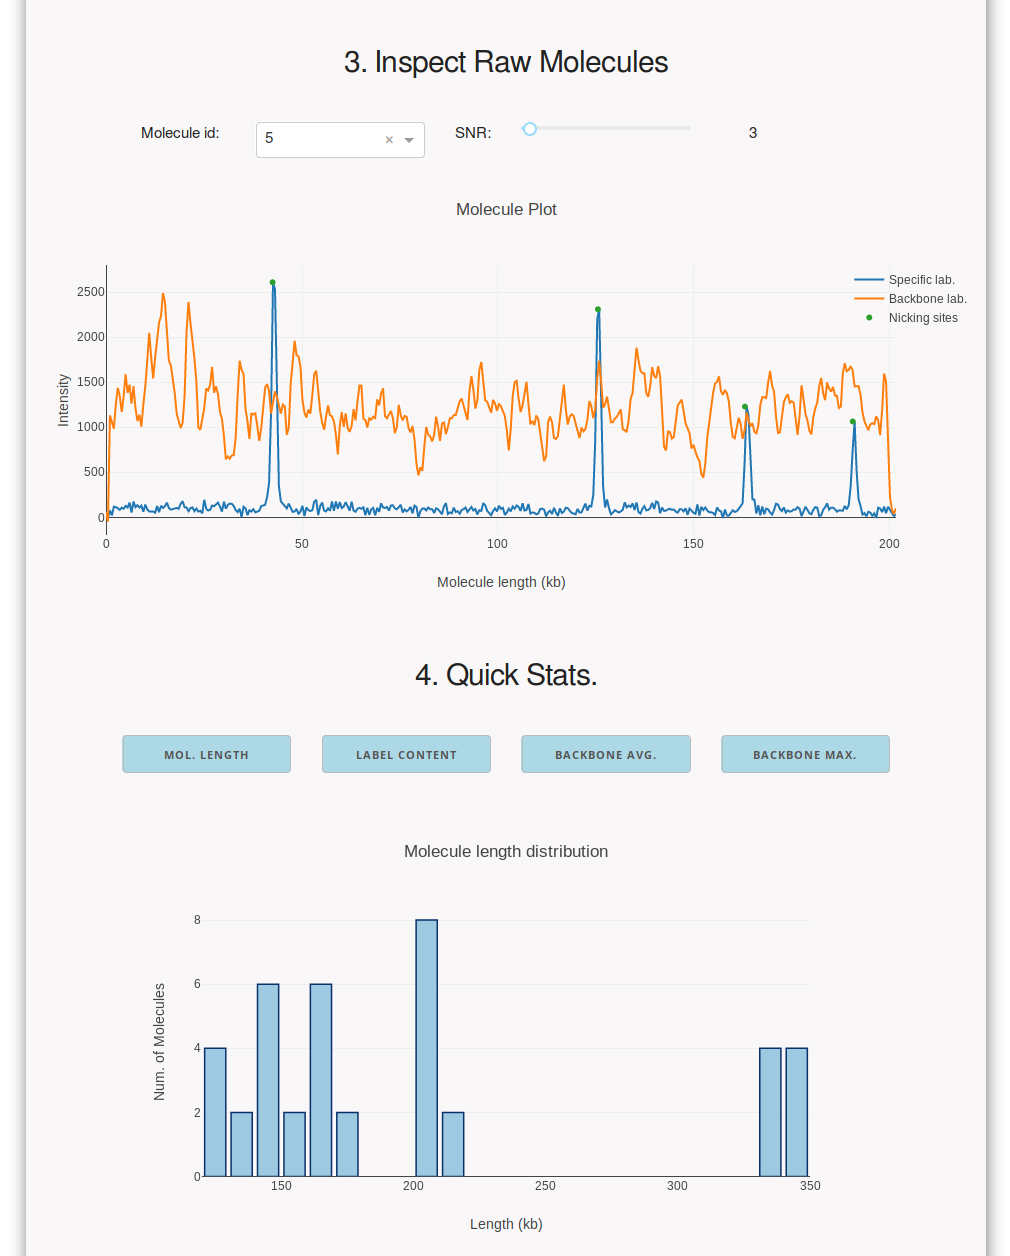 3. Inspect Raw Molecules
Molecule id:
5
×
SNR:
3
Molecule Plot
2500
2000
1500
1000
500
0
Intensity
Specific lab.
Backbone lab.
Nicking sites
0
50
100
150
200
Molecule length (kb)
4. Quick Stats.
MOL. LENGTH
LABEL CONTENT
BACKBONE AVG.
BACKBONE MAX.
Molecule length distribution
8
6
4
2
0
Num. of Molecules
150
200
250
300
350
Length (kb)